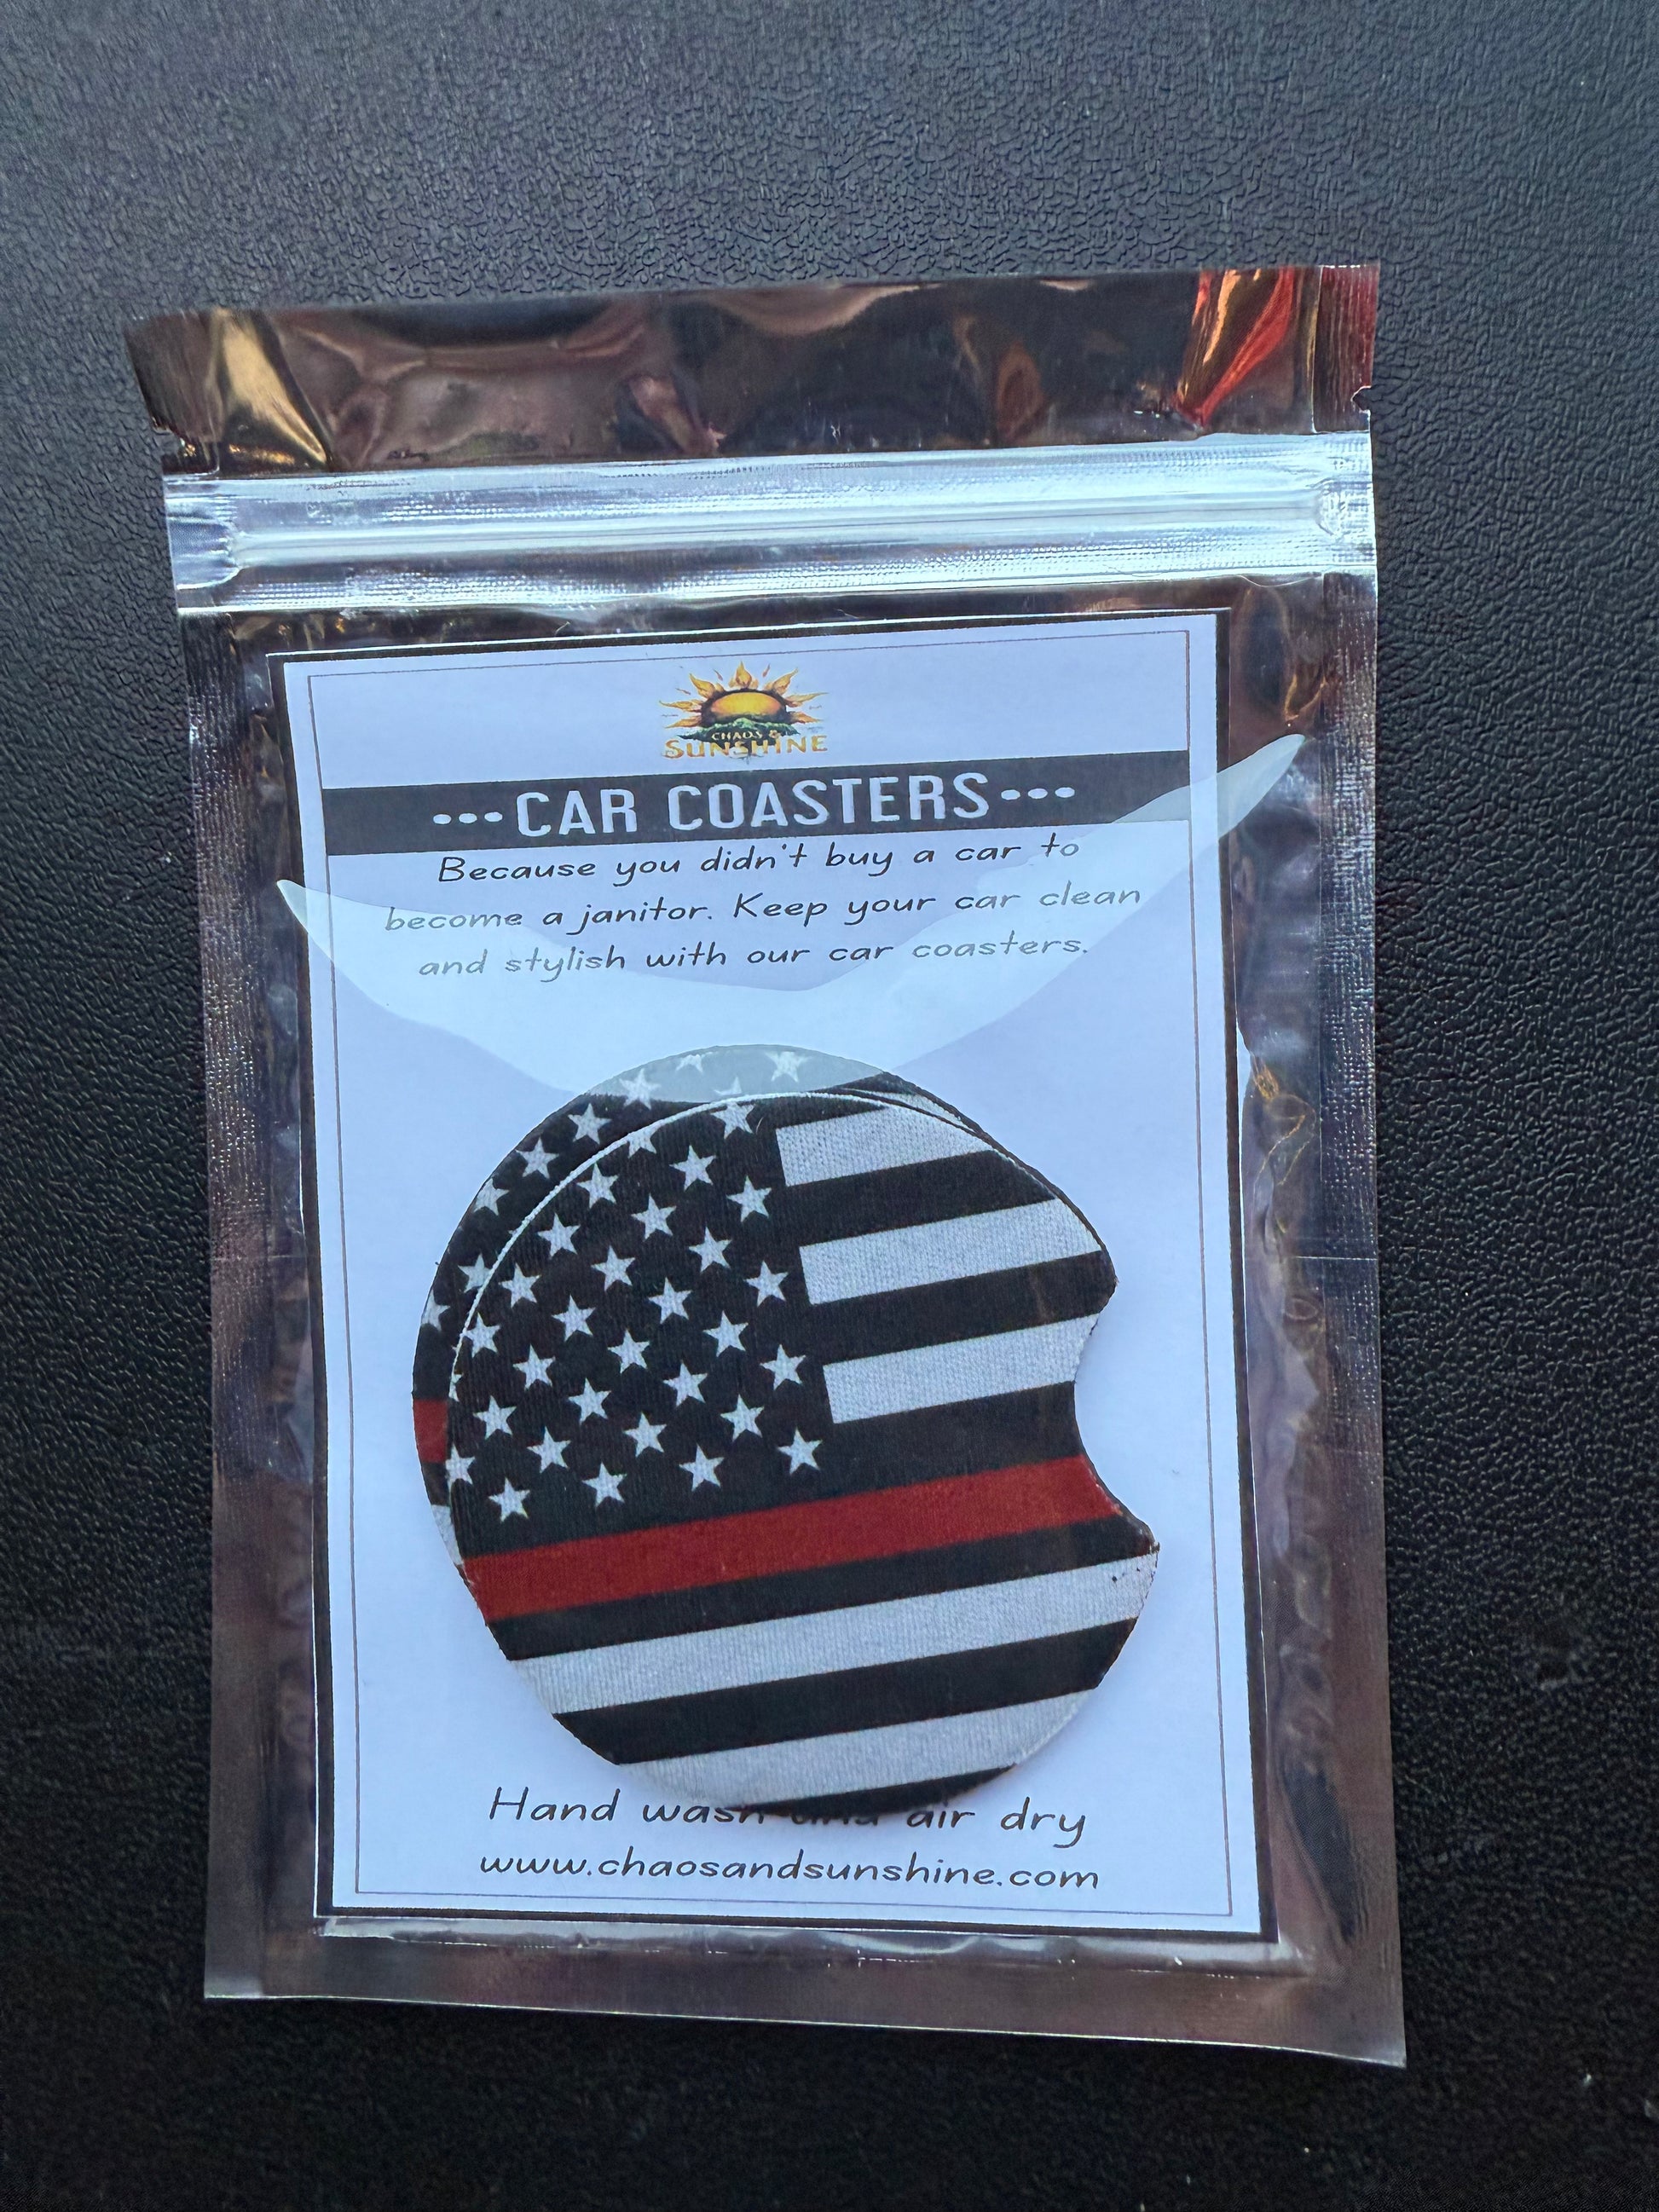 CHAOS &
SUNSHINE
•••CAR COASTERS•••
Because you didn't buy a car to
become a janitor. Keep your car clean
and stylish with our car coasters.
Hand wash and air dry
www.chaosandsunshine.com